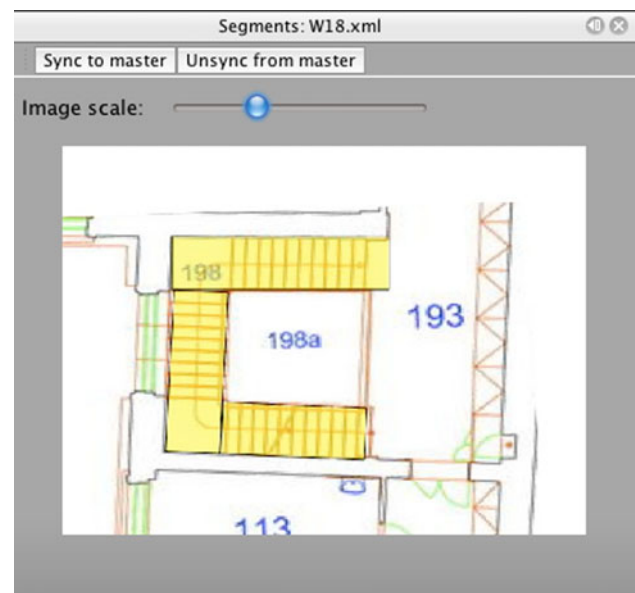 Segments: W18.xml
Sync to master Unsync from master
Image scale:
198
193
198a
113